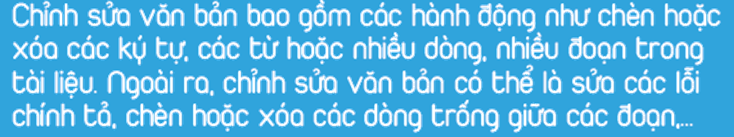 Chỉnh sửa văn bản bao gồm các hành động như chèn hoặc
xóa các ký tự, các từ hoặc nhiều dòng, nhiều đoạn trong
tài liệu. Ngoài ra, chỉnh sửa văn bản có thể là sửa các lỗi
chính tả, chèn hoặc xóa các dòng trống giữa các đoạn,...